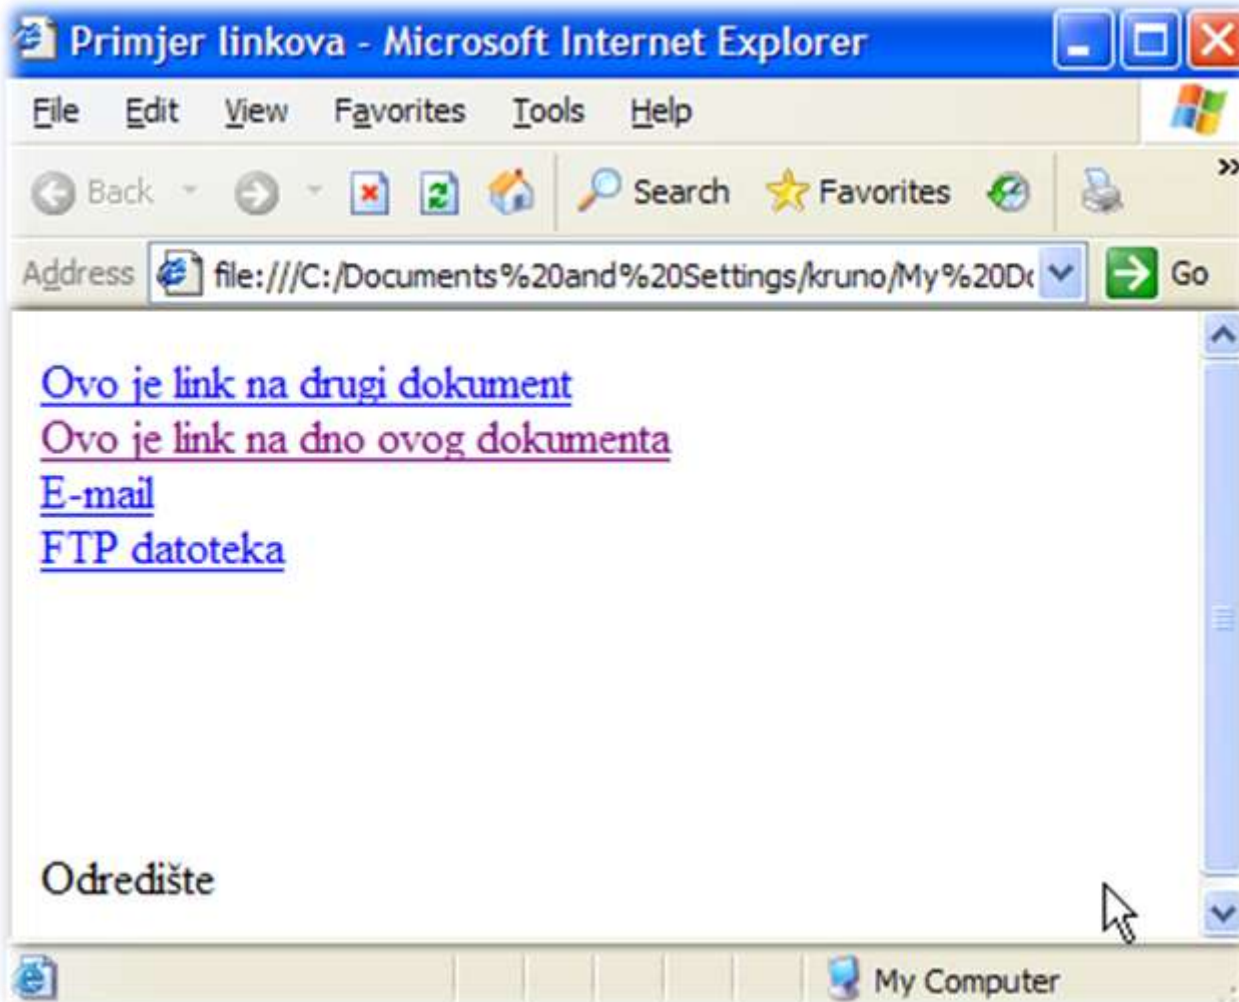 Primjer linkova - Microsoft Internet Explorer
File Edit View Favorites Tools Help
Back Search Favorites »
Address file:///C:/Documents%20and%20Settings/kruno/My%20Do Go
Ovo je link na drugi dokument
Ovo je link na dno ovog dokumenta
E-mail
FTP datoteka
Odredište
My Computer